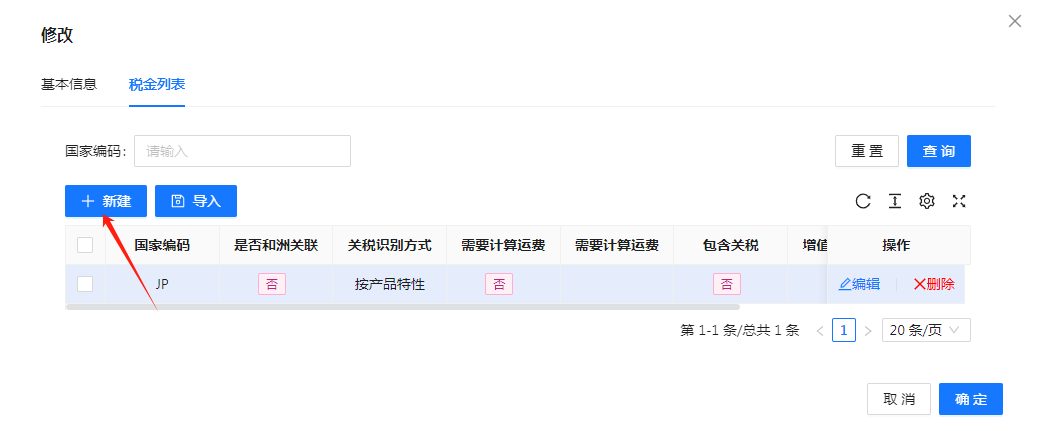 修改
基本信息 税金列表
国家编码: 请输入 重置 查询
新建 导入
国家编码 是否和洲关联 关税识别方式 需要计算运费 需要计算运费 包含关税 增值 操作
JP 否 按产品特性 否 否 编辑 删除
第 1-1 条/总共 1 条 < 1 > 20 条/页
取消 确定